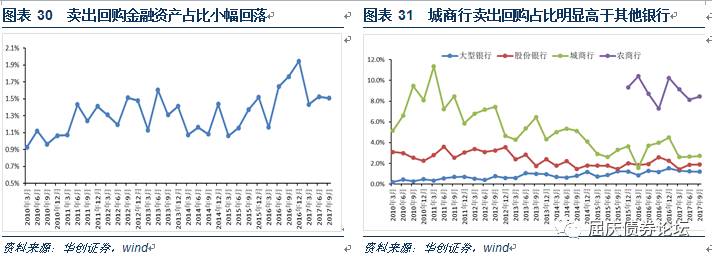 图表 30 卖出回购金融资产占比小幅回落
2.1%
1.9%
1.7%
1.5%
1.3%
1.1%
0.9%
0.7%
0.5%
2010年3月
2010年6月
2010年9月
2010年12月
2011年3月
2011年6月
2011年9月
2011年12月
2012年3月
2012年6月
2012年9月
2012年12月
2013年3月
2013年6月
2013年9月
2013年12月
2014年3月
2014年6月
2014年9月
2014年12月
2015年3月
2015年6月
2015年9月
2015年12月
2016年3月
2016年6月
2016年9月
2016年12月
2017年3月
2017年6月
2017年9月
资料来源：华创证券，wind
图表 31 城商行卖出回购占比明显高于其他银行
大型银行 股份银行 城商行 农商行
12.0%
10.0%
8.0%
6.0%
4.0%
2.0%
0.0%
2010年3月
2010年6月
2010年9月
2010年12月
2011年3月
2011年6月
2011年9月
2011年12月
2012年3月
2012年6月
2012年9月
2012年12月
2013年3月
2013年6月
2013年9月
2013年12月
2014年3月
2014年6月
2014年9月
2014年12月
2015年3月
2015年6月
2015年9月
2015年12月
2016年3月
2016年6月
2016年9月
2016年12月
2017年3月
2017年6月
2017年9月
资料来源：华创证券，wind
屈庆债券论坛